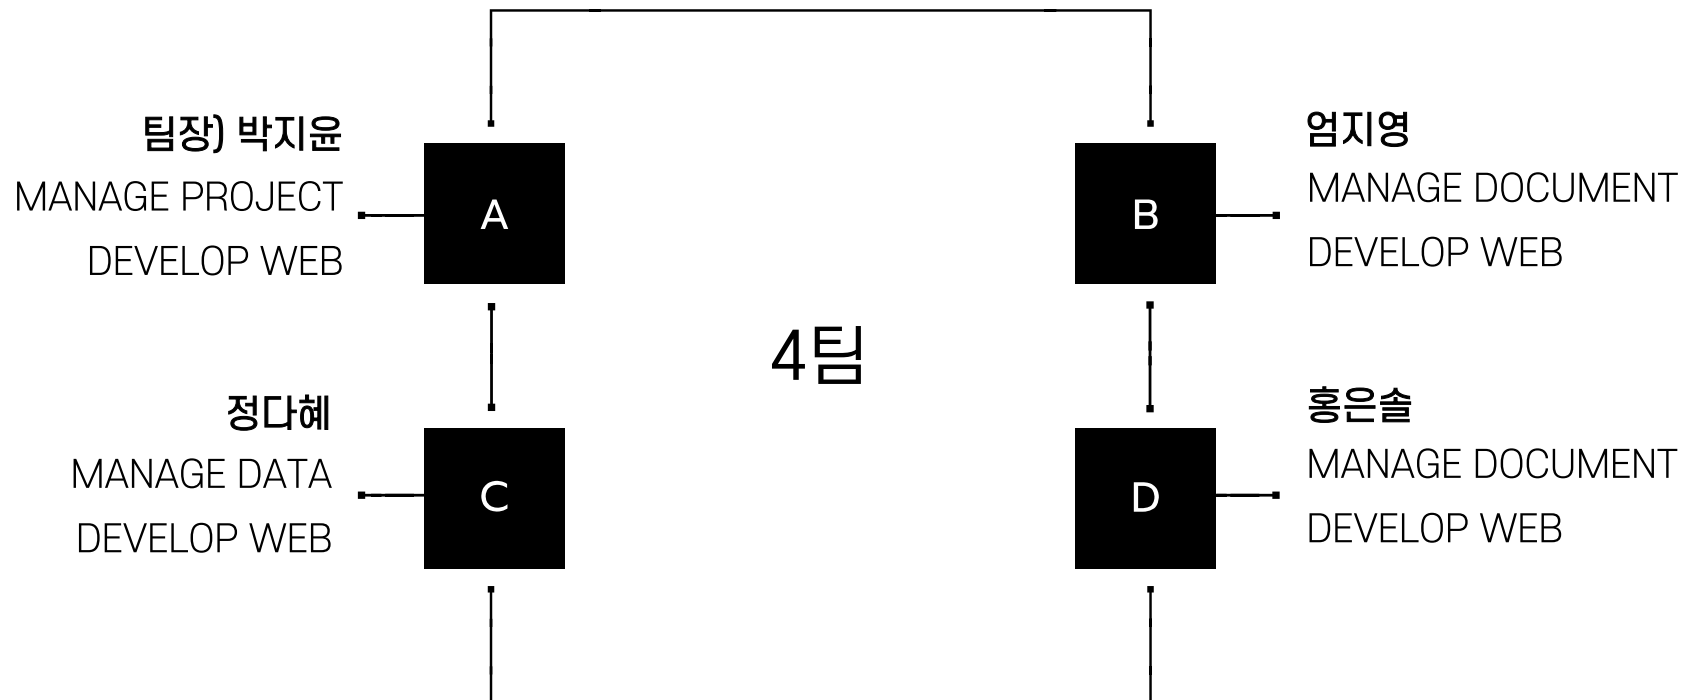 팀장) 박지윤
MANAGE PROJECT
DEVELOP WEB
A
B
엄지영
MANAGE DOCUMENT
DEVELOP WEB
4팀
정다혜
MANAGE DATA
DEVELOP WEB
C
D
홍은솔
MANAGE DOCUMENT
DEVELOP WEB